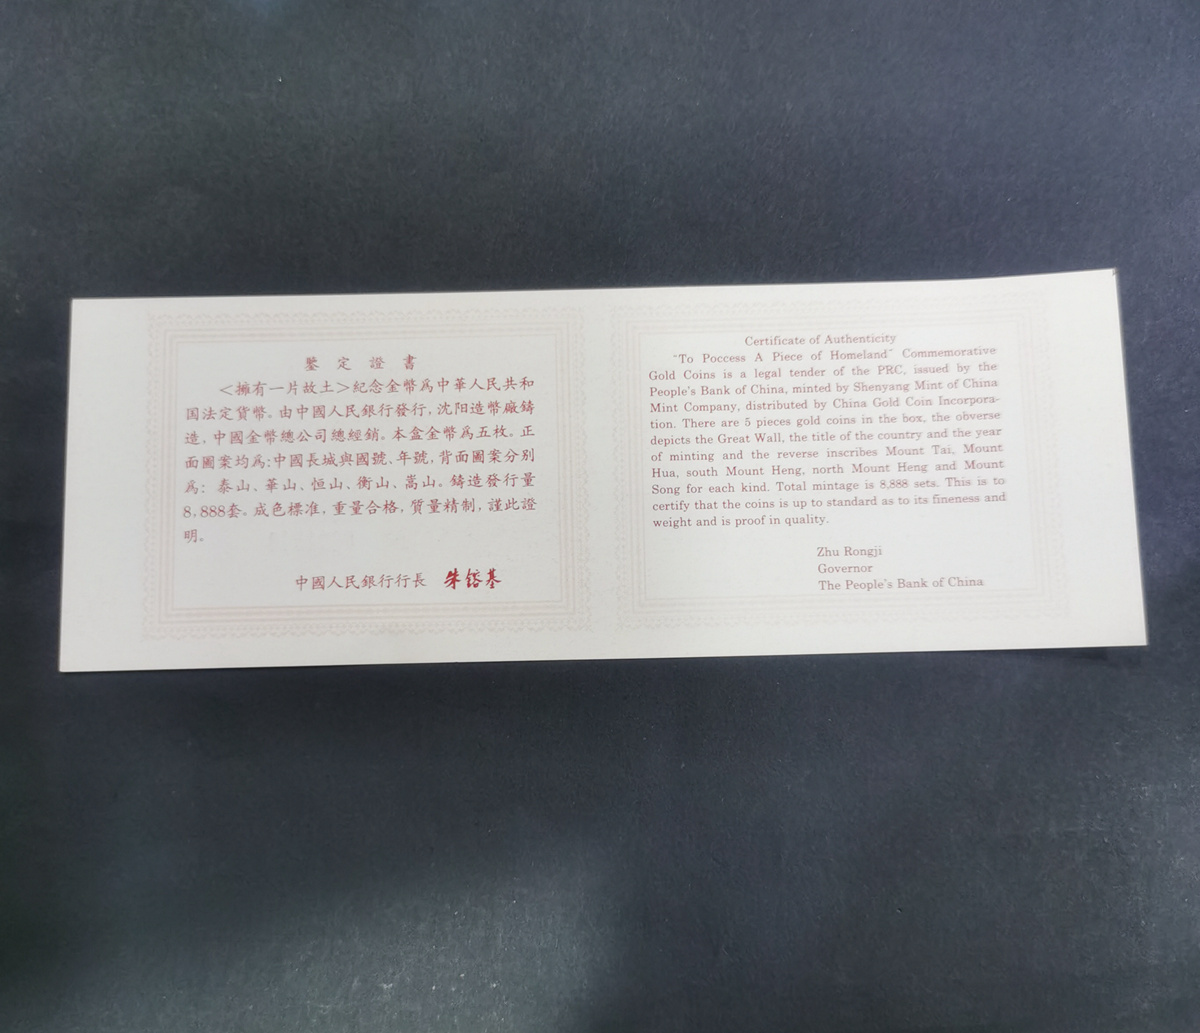 鑒定證書
<擁有一片故土>紀念金幣爲中華人民共和
国法定貨幣。由中國人民銀行發行,沈阳造幣廠鑄
造,中國金幣總公司總經銷。本盒金幣爲五枚。正
面圖案均爲:中國長城與國號、年號,背面圖案分别
爲:泰山、華山、恒山、衡山、嵩山。鑄造發行量
8,888套。成色標准,重量合格,質量精制,謹此證
明。
中國人民銀行行長 朱鎔基
Certificate of Authenticity
"To Poccess A Piece of Homeland" Commemorative
Gold Coins is a legal tender of the PRC, issued by the
People's Bank of China, minted by Shenyang Mint of China
Mint Company, distributed by China Gold Coin Incorpora-
tion. There are 5 pieces gold coins in the box, the obverse
depicts the Great Wall, the title of the country and the year
of minting and the reverse inscribes Mount Tai, Mount
Hua, south Mount Heng, north Mount Heng and Mount
Song for each kind. Total mintage is 8,888 sets. This is to
certify that the coins is up to standard as to its fineness and
weight and is proof in quality.
Zhu Rongji
Governor
The People's Bank of China